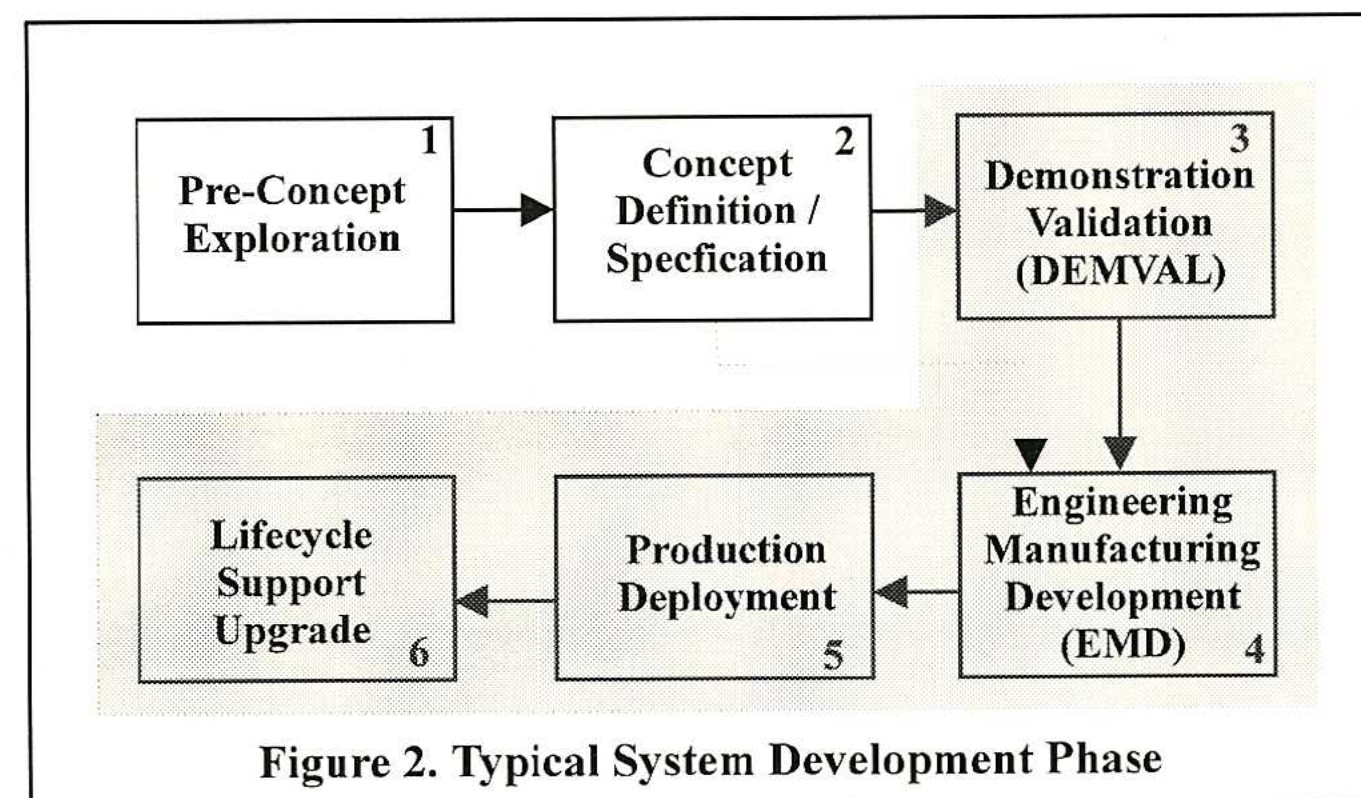 1
Pre-Concept
Exploration
2
Concept
Definition /
Specfication
3
Demonstration
Validation
(DEMVAL)
Engineering
Manufacturing
Development
(EMD)
4
Production
Deployment
5
Lifecycle
Support
Upgrade
6
Figure 2. Typical System Development Phase